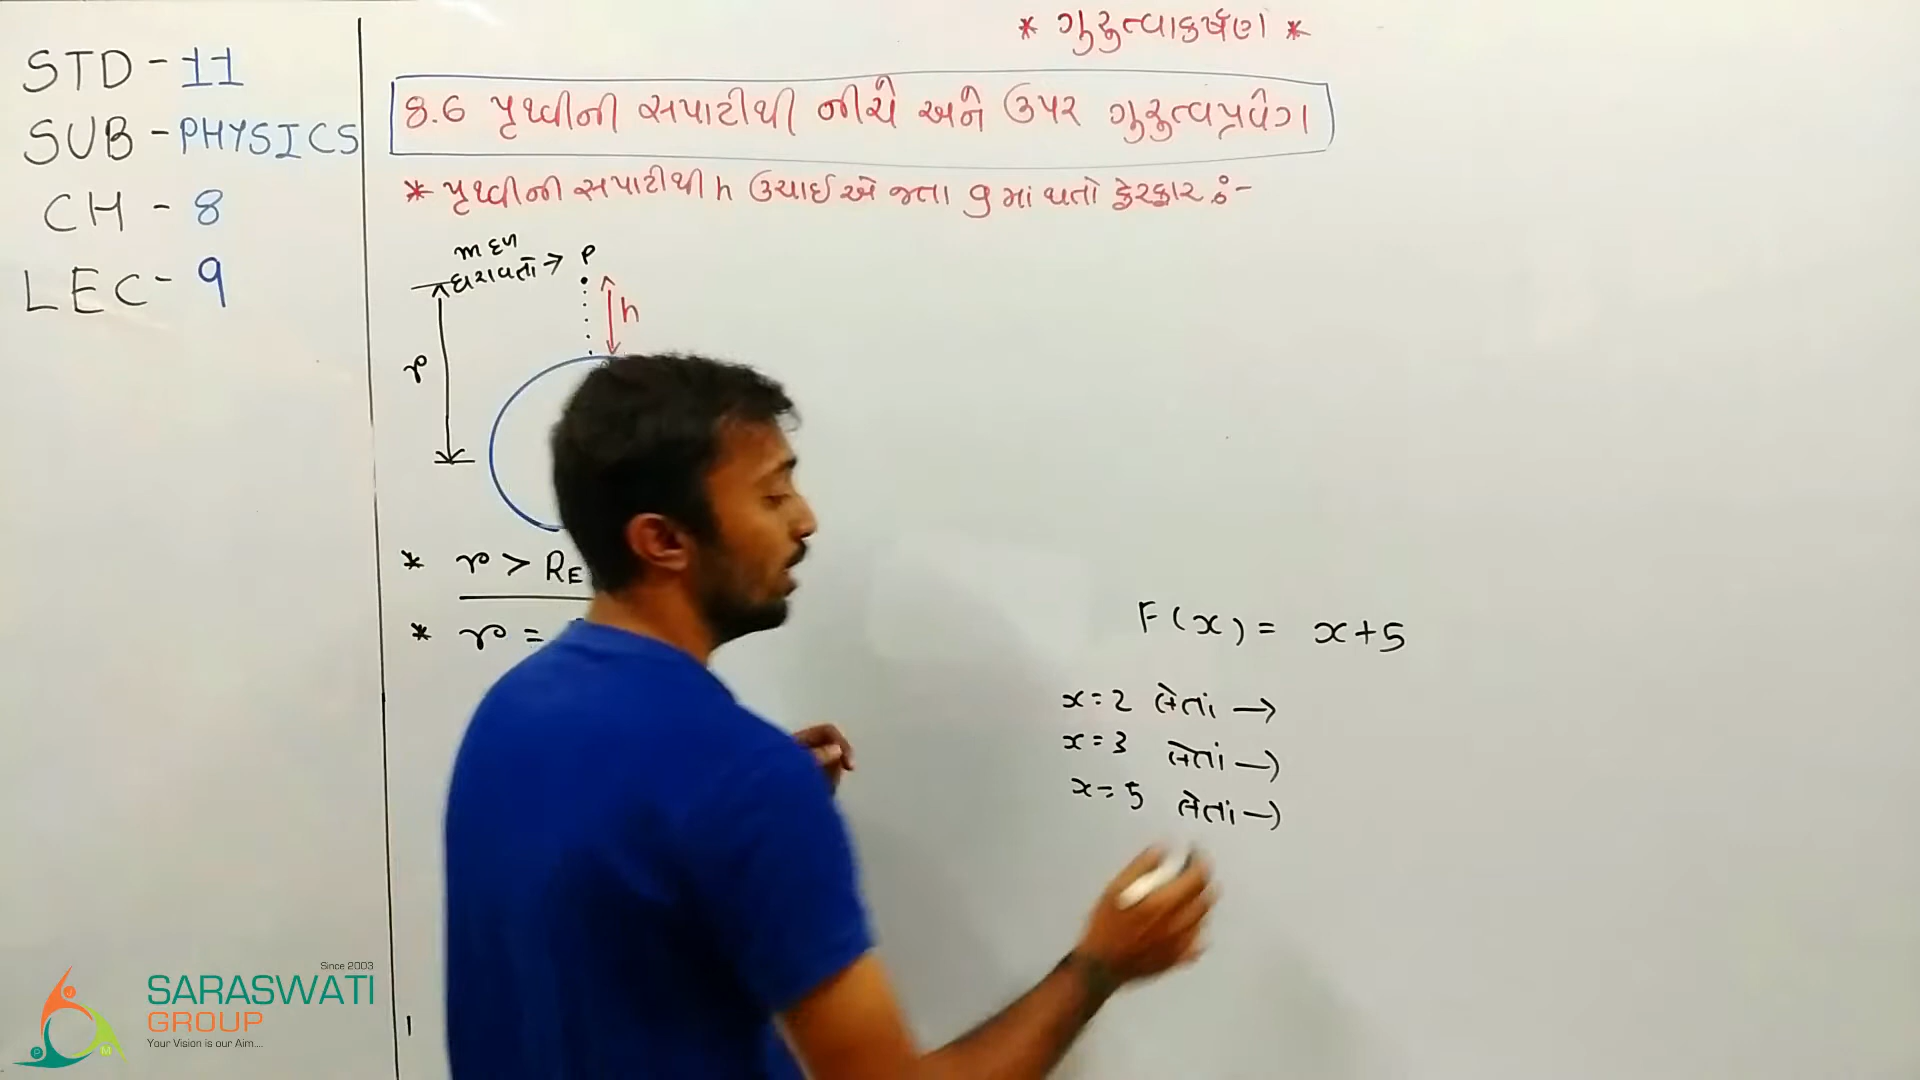 STD - 11
SUB - PHYSICS
CH - 8
LEC - 9
* ગુરુત્વાકર્ષણ *
8.6 પૃથ્વીની સપાટીથી નીચે અને ઉપર ગુરુત્વપ્રવેગ
* પૃથ્વીની સપાટીથી h ઉચાઈએ જતા g માં થતો ફેરફાર :-
m દળ
ધરાવતો → P
h
r
* r > RE
* r =
F(x) = x+5
x=2 લેતાં →
x=3 લેતાં →
x=5 લેતાં →
Since 2003
SARASWATI
GROUP
Your Vision is our Aim....
P M